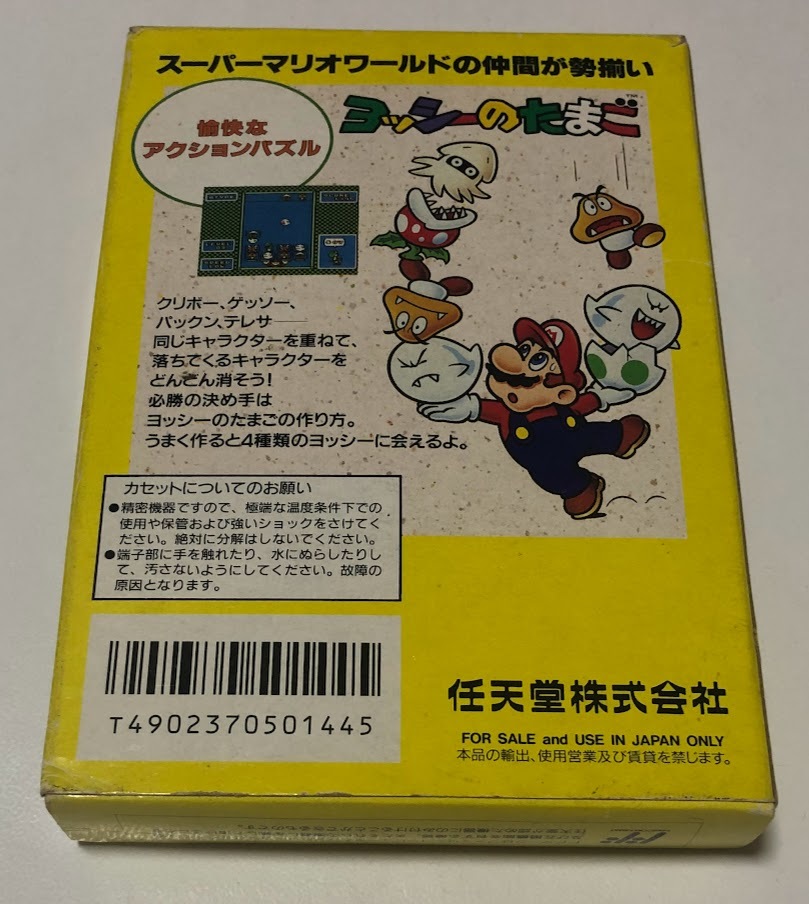 スーパーマリオワールドの仲間が勢揃い
愉快な
アクションパズル
ヨッシーのたまご
TM
クリボー、ゲッソー、
パックン、テレサ――
同じキャラクターを重ねて、
落ちてくるキャラクターを
どんどん消そう!
必勝の決め手は
ヨッシーのたまごの作り方。
うまく作ると4種類のヨッシーに会えるよ。
カセットについてのお願い
●精密機器ですので、極端な温度条件下での
使用や保管および強いショックをさけてく
ださい。絶対に分解はしないでください。
●端子部に手を触れたり、水にぬらしたりし
て、汚さないようにしてください。故障の
原因となります。
T4902370501445
任天堂株式会社
FOR SALE and USE IN JAPAN ONLY
本品の輸出、使用営業及び賃貸を禁じます。